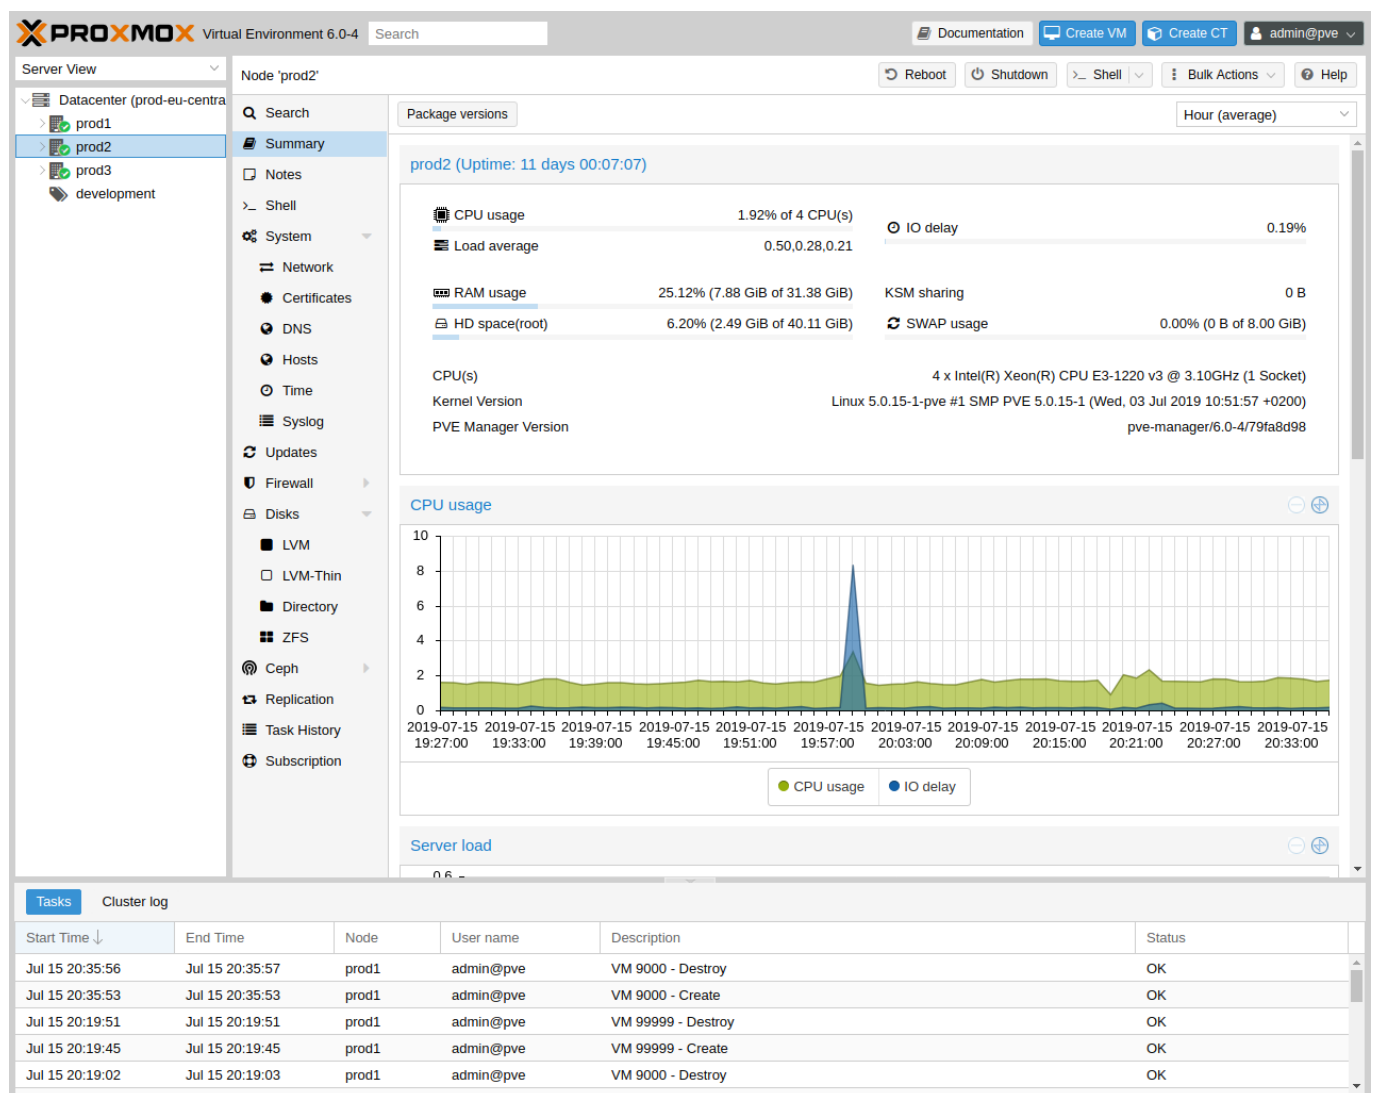 PROXMOX Virtual Environment 6.0-4 Search Documentation Create VM Create CT admin@pve
Server View
Datacenter (prod-eu-centra
prod1
prod2
prod3
development
Node 'prod2' Reboot Shutdown >_ Shell Bulk Actions Help
Search
Summary
Notes
>_ Shell
System
Network
Certificates
DNS
Hosts
Time
Syslog
Updates
Firewall
Disks
LVM
LVM-Thin
Directory
ZFS
Ceph
Replication
Task History
Subscription
Package versions Hour (average)
prod2 (Uptime: 11 days 00:07:07)
CPU usage 1.92% of 4 CPU(s)
Load average 0.50,0.28,0.21
IO delay 0.19%
RAM usage 25.12% (7.88 GiB of 31.38 GiB)
HD space(root) 6.20% (2.49 GiB of 40.11 GiB)
KSM sharing 0 B
SWAP usage 0.00% (0 B of 8.00 GiB)
CPU(s) 4 x Intel(R) Xeon(R) CPU E3-1220 v3 @ 3.10GHz (1 Socket)
Kernel Version Linux 5.0.15-1-pve #1 SMP PVE 5.0.15-1 (Wed, 03 Jul 2019 10:51:57 +0200)
PVE Manager Version pve-manager/6.0-4/79fa8d98
CPU usage
10
8
6
4
2
0
2019-07-15 2019-07-15 2019-07-15 2019-07-15 2019-07-15 2019-07-15 2019-07-15 2019-07-15 2019-07-15 2019-07-15 2019-07-15 2019-07-15
19:27:00 19:33:00 19:39:00 19:45:00 19:51:00 19:57:00 20:03:00 20:09:00 20:15:00 20:21:00 20:27:00 20:33:00
CPU usage IO delay
Server load
0.6
Tasks Cluster log
Start Time End Time Node User name Description Status
Jul 15 20:35:56 Jul 15 20:35:57 prod1 admin@pve VM 9000 - Destroy OK
Jul 15 20:35:53 Jul 15 20:35:53 prod1 admin@pve VM 9000 - Create OK
Jul 15 20:19:51 Jul 15 20:19:51 prod1 admin@pve VM 99999 - Destroy OK
Jul 15 20:19:45 Jul 15 20:19:45 prod1 admin@pve VM 99999 - Create OK
Jul 15 20:19:02 Jul 15 20:19:03 prod1 admin@pve VM 9000 - Destroy OK